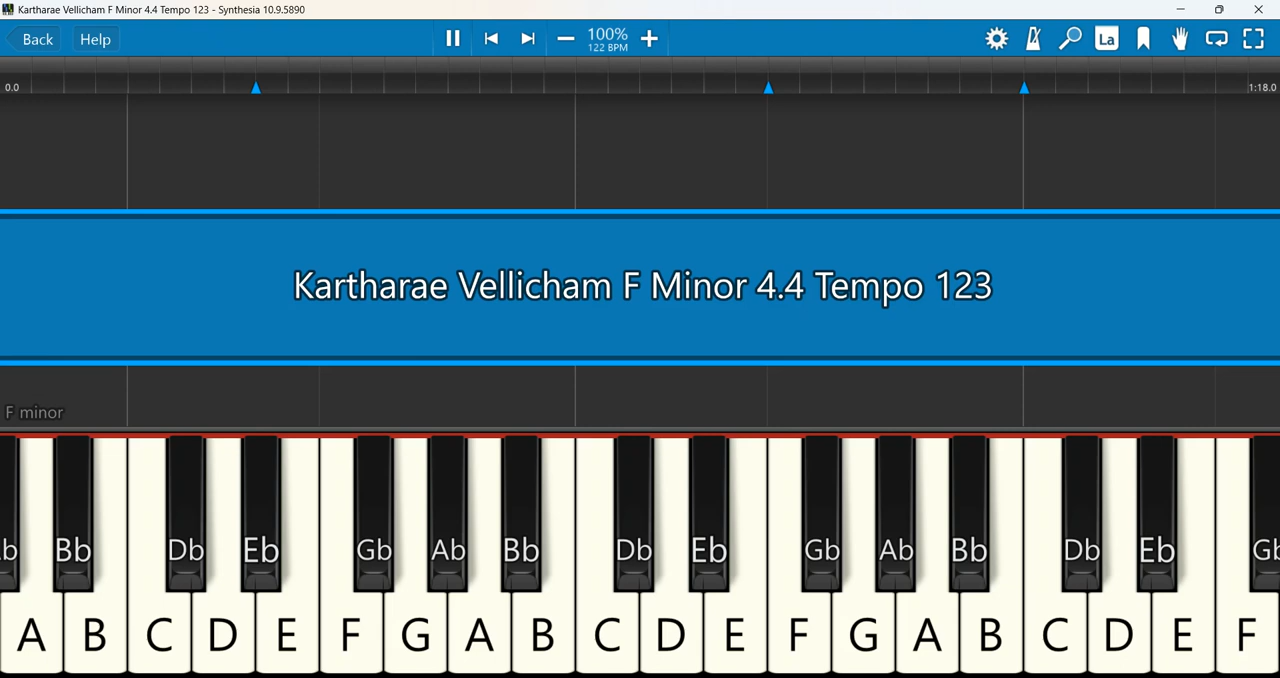 Kartharae Vellicham F Minor 4.4 Tempo 123 - Synthesia 10.9.5890
Back Help 100% La
122 BPM
0.0 1:18.0
Kartharae Vellicham F Minor 4.4 Tempo 123
F minor
b Bb Db Eb Gb Ab Bb Db Eb Gb Ab Bb Db Eb Gb
A B C D E F G A B C D E F G A B C D E F